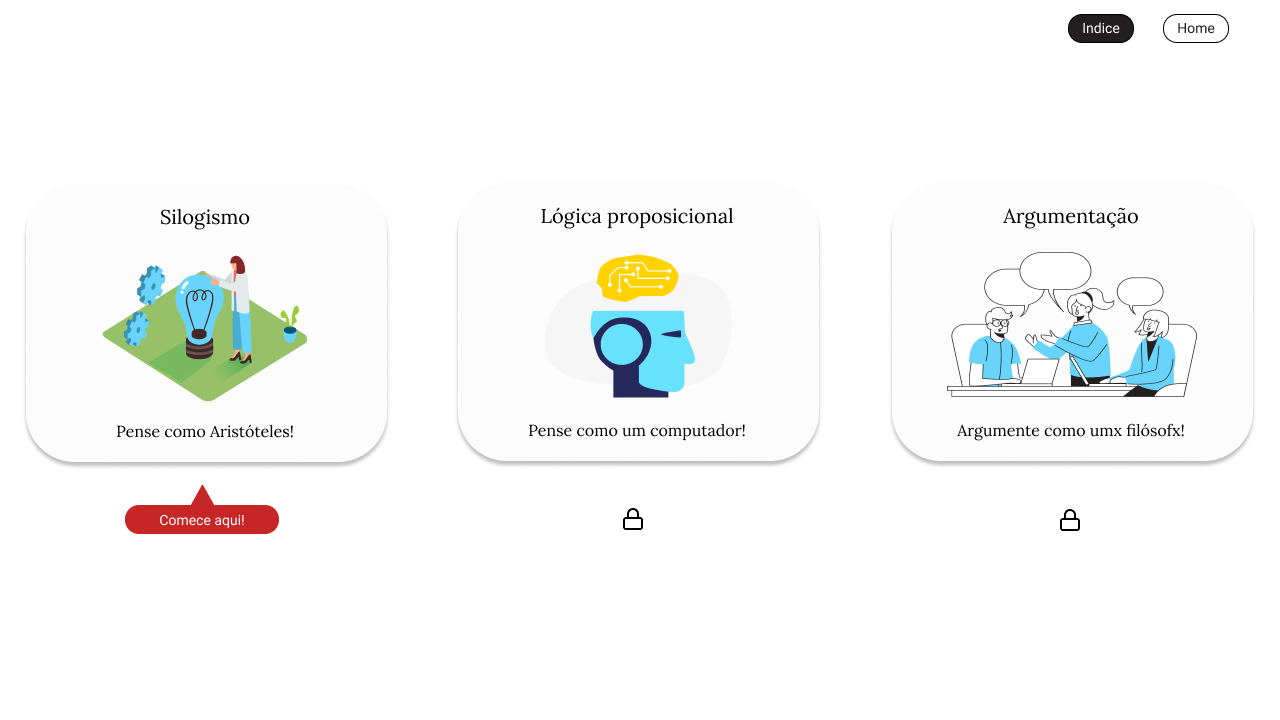 Indice
Home
Silogismo
Lógica proposicional
Argumentação
Pense como Aristóteles!
Pense como um computador!
Argumente como umx filósofx!
Comece aqui!